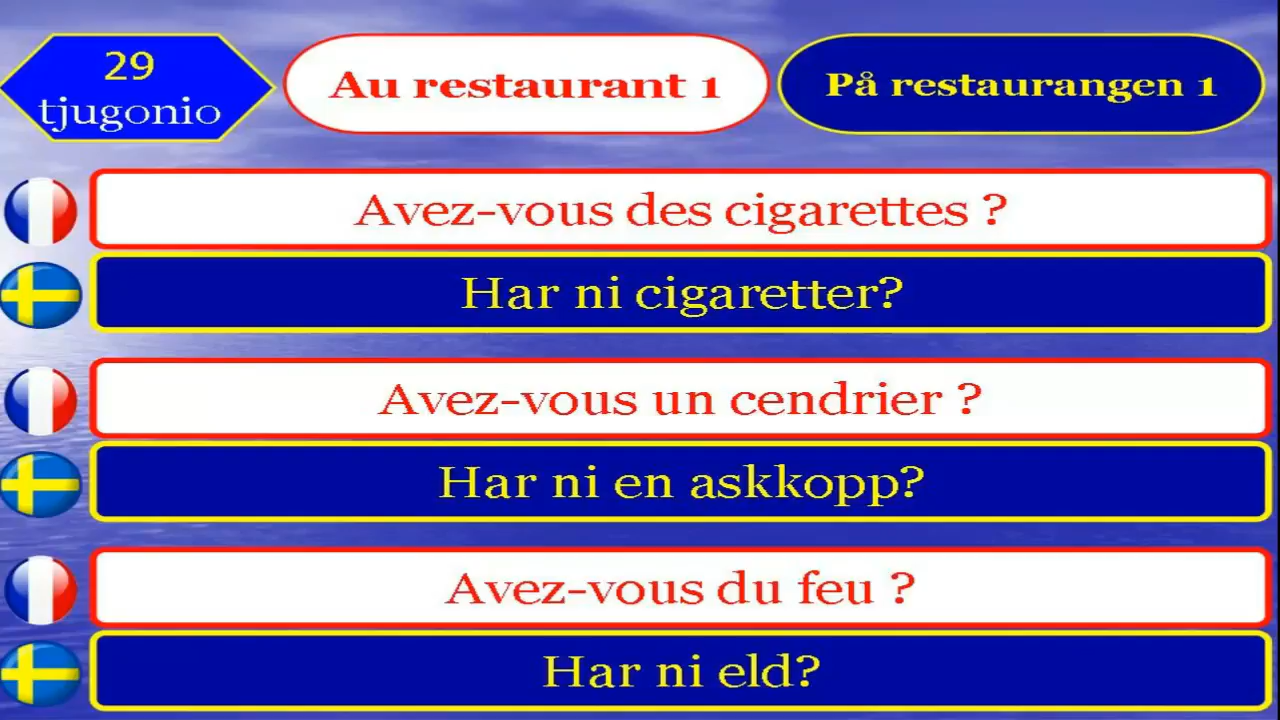 29
tjugonio
Au restaurant 1
På restaurangen 1
Avez-vous des cigarettes ?
Har ni cigaretter?
Avez-vous un cendrier ?
Har ni en askkopp?
Avez-vous du feu ?
Har ni eld?